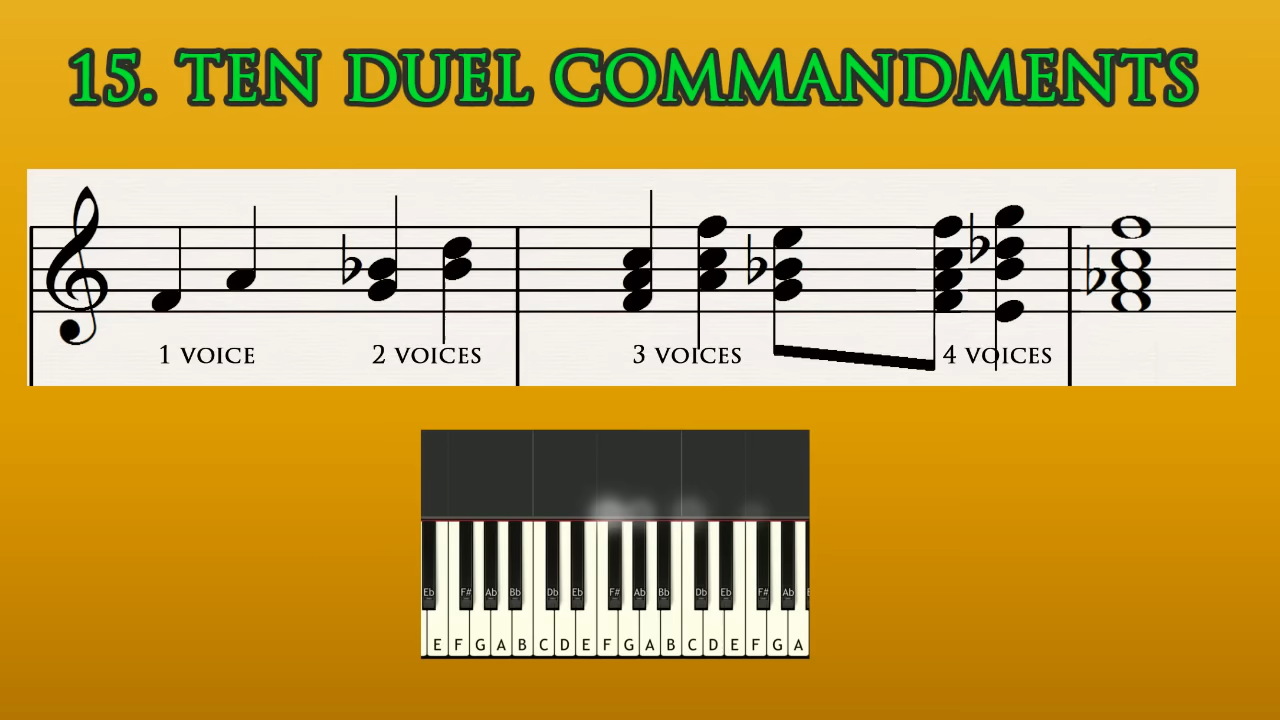 15. TEN DUEL COMMANDMENTS
1 VOICE 2 VOICES 3 VOICES 4 VOICES
Eb F# Ab Bb Db Eb F# Ab Bb Db Eb F# Ab
E F G A B C D E F G A B C D E F G A